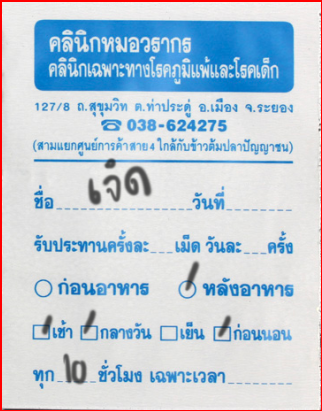 คลินิกหมอวรากร
คลินิกเฉพาะทางโรคภูมิแพ้และโรคเด็ก
127/8 ถ.สุขุมวิท ต.ท่าประดู่ อ.เมือง จ.ระยอง
☎ 038-624275
(สามแยกศูนย์การค้าสาย 4 ใกล้กับข้าวต้มปลาปัญญาชน)
ชื่อ เจ๊ด วันที่
รับประทานครั้งละ เม็ด วันละ ครั้ง
ก่อนอาหาร หลังอาหาร
เช้า กลางวัน เย็น ก่อนนอน
ทุก 10 ชั่วโมง เฉพาะเวลา